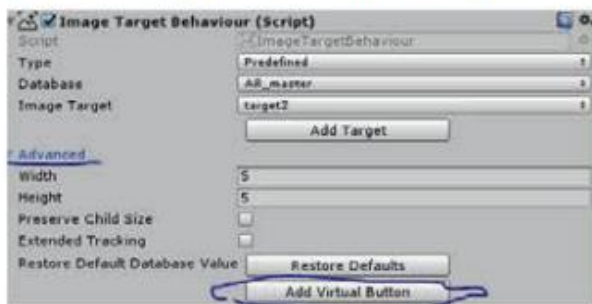 Image Target Behaviour (Script)
Script ImageTargetBehaviour
Type Predefined
Database AR_master
Image Target target2
Add Target
Advanced
Width 5
Height 5
Preserve Child Size
Extended Tracking
Restore Default Database Value Restore Defaults
Add Virtual Button